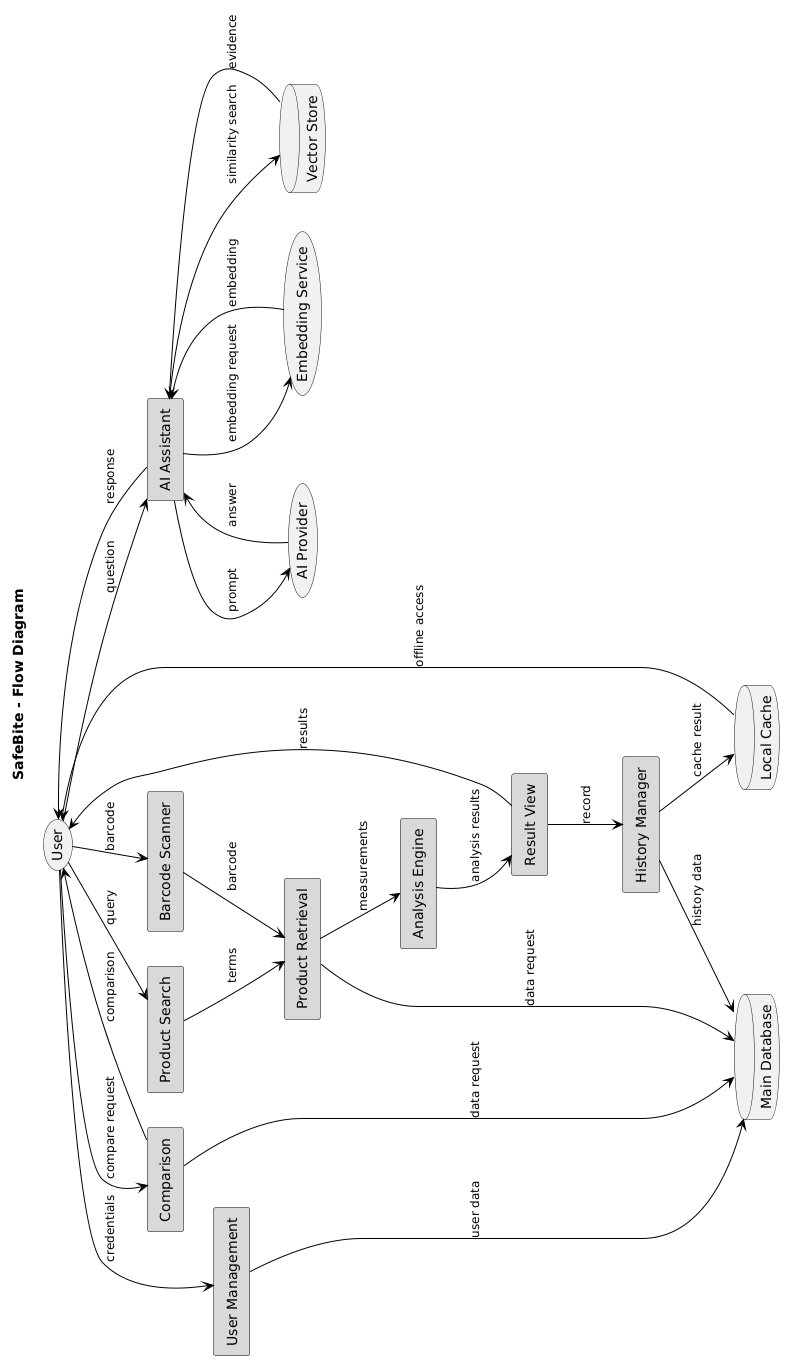 SafeBite - Flow Diagram
User
credentials
compare request
comparison
query
barcode
question
response
User Management
Comparison
Product Search
Barcode Scanner
AI Assistant
terms
barcode
results
prompt
answer
embedding request
embedding
similarity search
evidence
Product Retrieval
AI Provider
Embedding Service
Vector Store
measurements
offline access
Analysis Engine
user data
data request
data request
analysis results
Result View
record
History Manager
history data
cache result
Main Database
Local Cache